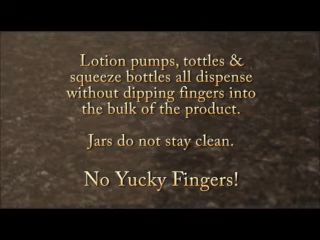 Lotion pumps, tottles &
squeeze bottles all dispense
without dipping fingers into
the bulk of the product.
Jars do not stay clean.
No Yucky Fingers!